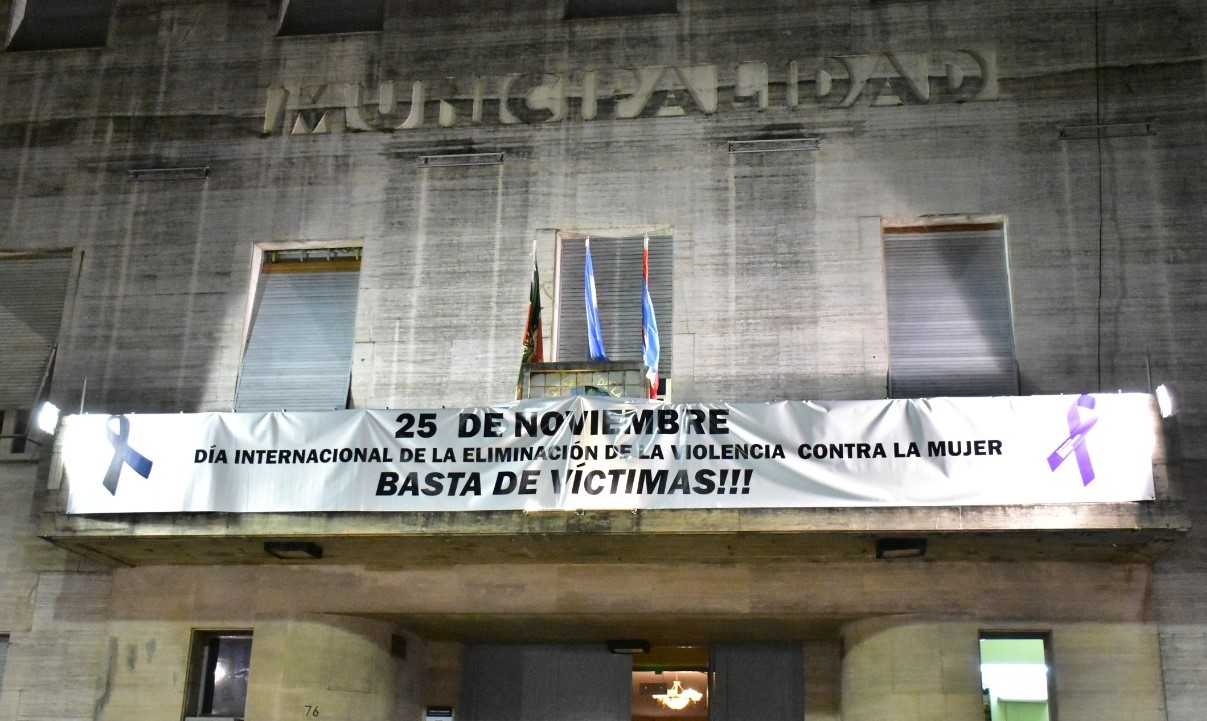 MUNICIPALIDAD
25 DE NOVIEMBRE
DÍA INTERNACIONAL DE LA ELIMINACIÓN DE LA VIOLENCIA CONTRA LA MUJER
BASTA DE VÍCTIMAS!!!
76